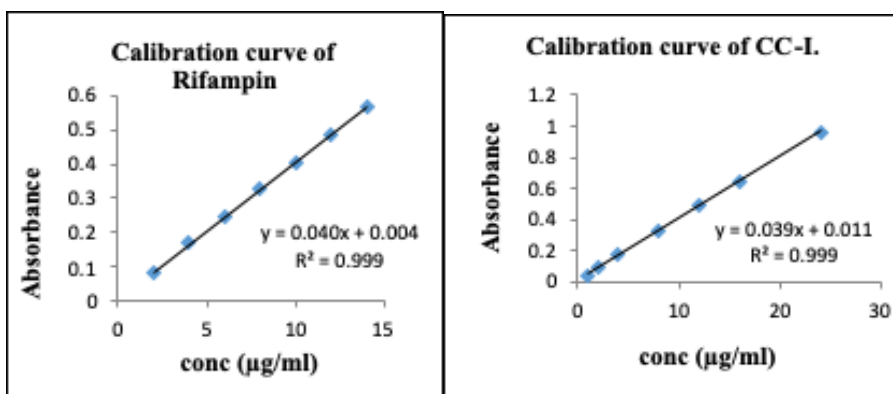 Calibration curve of
Rifampin
0.6
0.5
0.4
0.3
0.2
0.1
0
Absorbance
y = 0.040x + 0.004
R² = 0.999
0 5 10 15
conc (µg/ml)
Calibration curve of CC-I.
1.2
1
0.8
0.6
0.4
0.2
0
Absorbance
y = 0.039x + 0.011
R² = 0.999
0 10 20 30
conc (µg/ml)